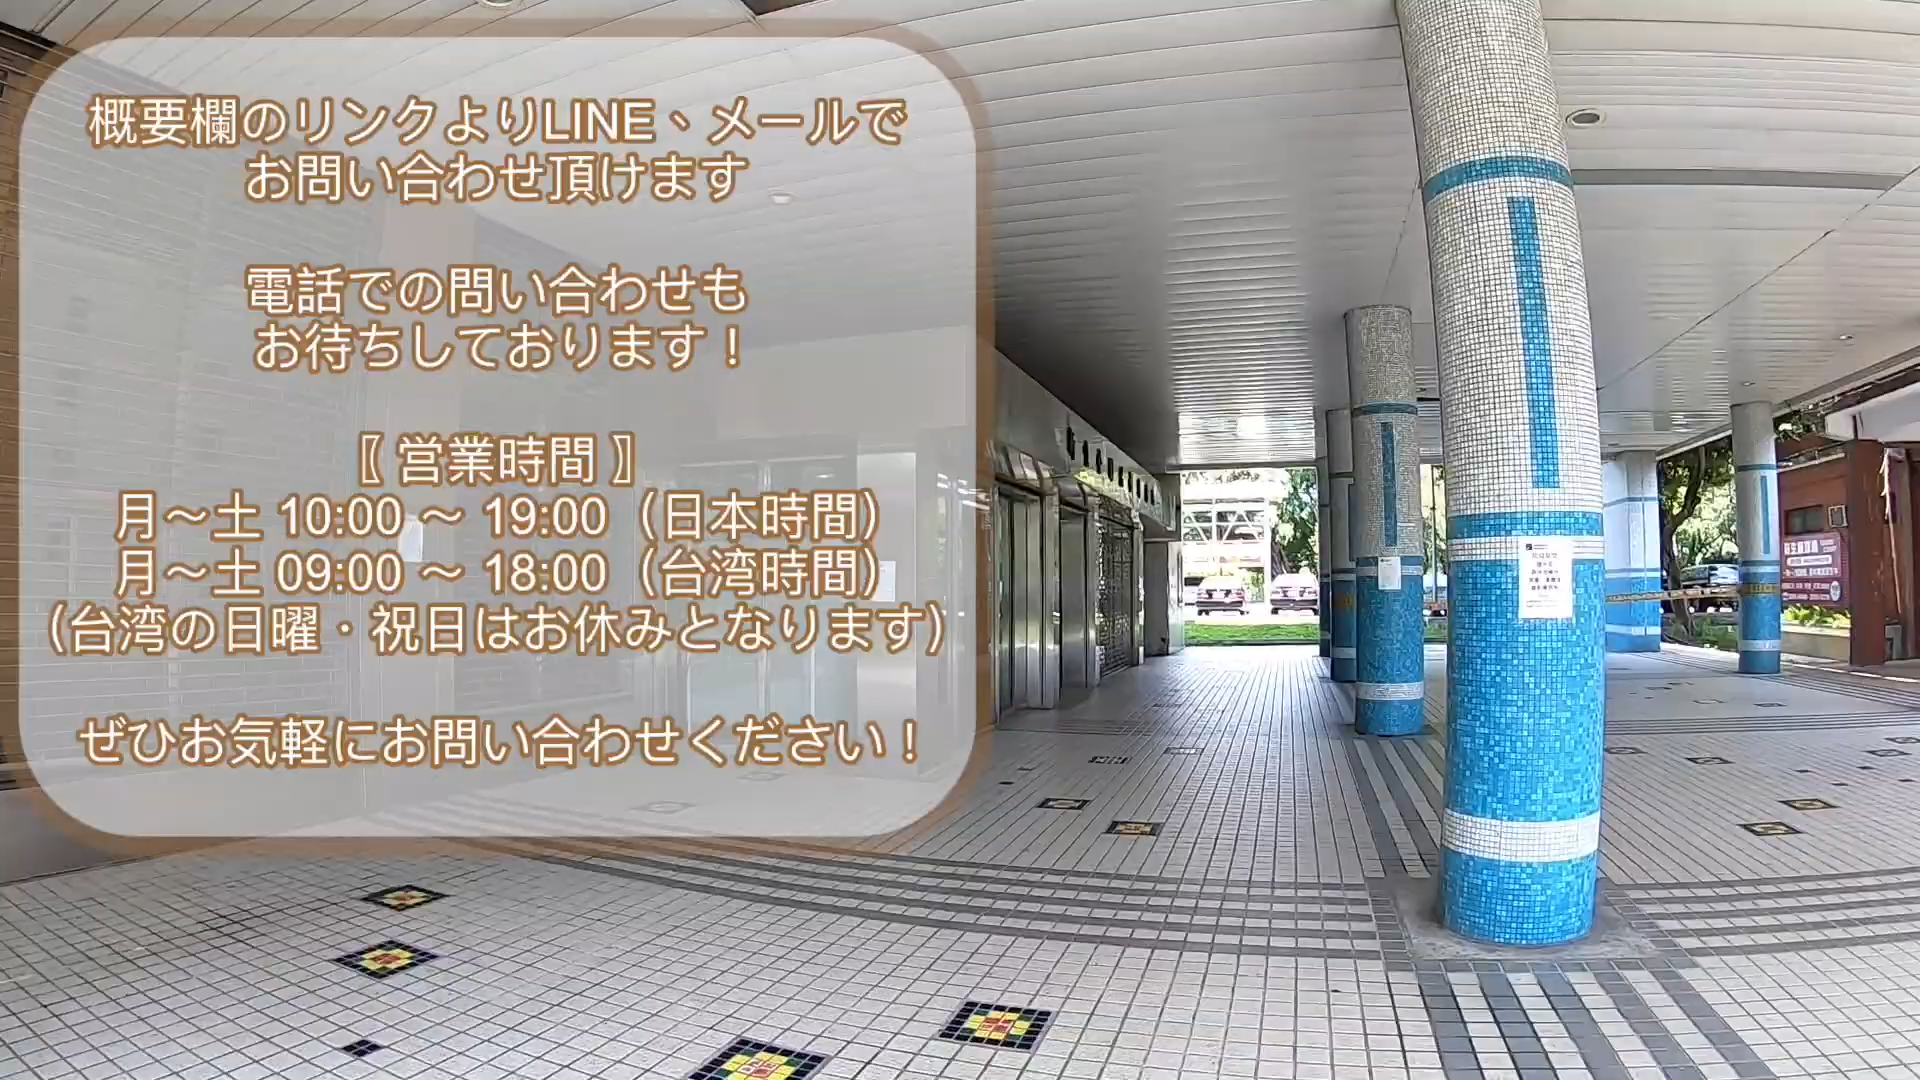 概要欄のリンクよりLINE、メールで
お問い合わせ頂けます
電話での問い合わせも
お待ちしております！
〖 営業時間 〗
月～土 10:00 ～ 19:00（日本時間）
月～土 09:00 ～ 18:00（台湾時間）
（台湾の日曜・祝日はお休みとなります）
ぜひお気軽にお問い合わせください！